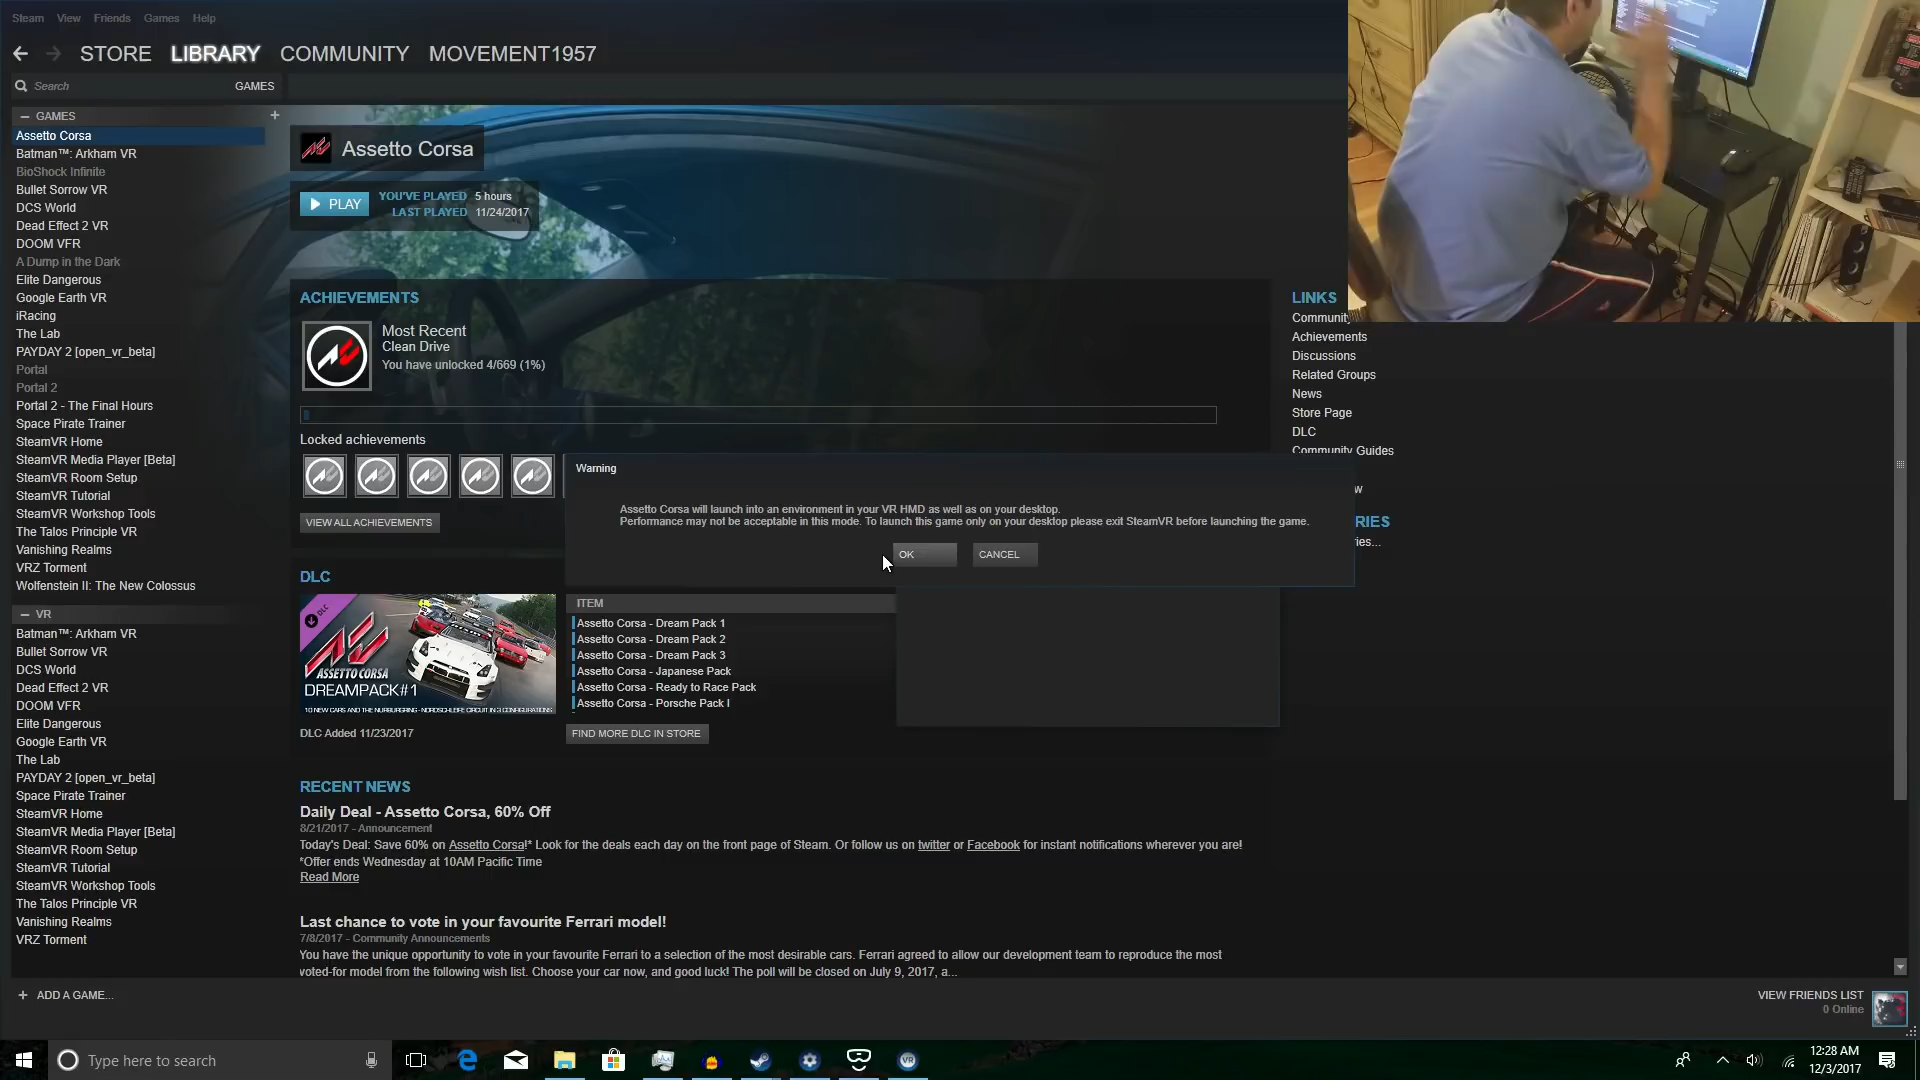 Steam View Friends Games Help
STORE LIBRARY COMMUNITY MOVEMENT1957
Search GAMES
— GAMES +
Assetto Corsa
Batman™: Arkham VR
BioShock Infinite
Bullet Sorrow VR
DCS World
Dead Effect 2 VR
DOOM VFR
A Dump in the Dark
Elite Dangerous
Google Earth VR
iRacing
The Lab
PAYDAY 2 [open_vr_beta]
Portal
Portal 2
Portal 2 - The Final Hours
Space Pirate Trainer
SteamVR Home
SteamVR Media Player [Beta]
SteamVR Room Setup
SteamVR Tutorial
SteamVR Workshop Tools
The Talos Principle VR
Vanishing Realms
VRZ Torment
Wolfenstein II: The New Colossus
— VR
Batman™: Arkham VR
Bullet Sorrow VR
DCS World
Dead Effect 2 VR
DOOM VFR
Elite Dangerous
Google Earth VR
The Lab
PAYDAY 2 [open_vr_beta]
Space Pirate Trainer
SteamVR Home
SteamVR Media Player [Beta]
SteamVR Room Setup
SteamVR Tutorial
SteamVR Workshop Tools
The Talos Principle VR
Vanishing Realms
VRZ Torment
+ ADD A GAME...
Assetto Corsa
PLAY
YOU'VE PLAYED 5 hours
LAST PLAYED 11/24/2017
ACHIEVEMENTS
Most Recent
Clean Drive
You have unlocked 4/669 (1%)
Locked achievements
VIEW ALL ACHIEVEMENTS
Warning
Assetto Corsa will launch into an environment in your VR HMD as well as on your desktop.
Performance may not be acceptable in this mode. To launch this game only on your desktop please exit SteamVR before launching the game.
OK CANCEL
DLC
DLC
ASSETTO CORSA
DREAMPACK#1
10 NEW CARS AND THE NURBURGRING - NORDSCHLEIFE CIRCUIT IN 3 CONFIGURATIONS
DLC Added 11/23/2017
ITEM
Assetto Corsa - Dream Pack 1
Assetto Corsa - Dream Pack 2
Assetto Corsa - Dream Pack 3
Assetto Corsa - Japanese Pack
Assetto Corsa - Ready to Race Pack
Assetto Corsa - Porsche Pack I
FIND MORE DLC IN STORE
RECENT NEWS
Daily Deal - Assetto Corsa, 60% Off
8/21/2017 - Announcement
Today's Deal: Save 60% on Assetto Corsa!* Look for the deals each day on the front page of Steam. Or follow us on twitter or Facebook for instant notifications wherever you are!
*Offer ends Wednesday at 10AM Pacific Time
Read More
Last chance to vote in your favourite Ferrari model!
7/8/2017 - Community Announcements
You have the unique opportunity to vote in your favourite Ferrari to a selection of the most desirable cars. Ferrari agreed to allow our development team to reproduce the most
voted-for model from the following wish list. Choose your car now, and good luck! The poll will be closed on July 9, 2017, a...
LINKS
Community
Achievements
Discussions
Related Groups
News
Store Page
DLC
Community Guides
w
RIES
ies...
VIEW FRIENDS LIST
0 Online
Type here to search
VR
12:28 AM
12/3/2017